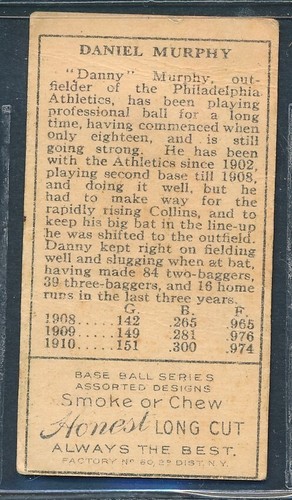 DANIEL MURPHY
"Danny" Murphy, out-
fielder of the Philadelphia
Athletics, has been playing
professional ball for a long
time, having commenced when
only eighteen, and is still
going strong. He has been
with the Athletics since 1902,
playing second base till 1908,
and doing it well, but he
had to make way for the
rapidly rising Collins, and to
keep his big bat in the line-up
he was shifted to the outfield.
Danny kept right on fielding
well and slugging when at bat,
having made 84 two-baggers,
39 three-baggers, and 16 home
runs in the last three years.
G. B. F.
1908......142 .265 .965
1909......149 .281 .976
1910......151 .300 .974
BASE BALL SERIES
ASSORTED DESIGNS
Smoke or Chew
Honest LONG CUT
ALWAYS THE BEST.
FACTORY No 60, 25 DIST. N.Y.